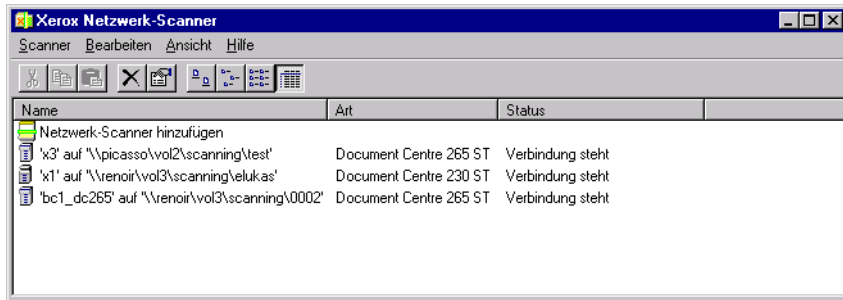 Xerox Netzwerk-Scanner
Scanner Bearbeiten Ansicht Hilfe
Name Art Status
Netzwerk-Scanner hinzufügen
'x3' auf '\\picasso\vol2\scanning\test' Document Centre 265 ST Verbindung steht
'x1' auf '\\renoir\vol3\scanning\elukas' Document Centre 230 ST Verbindung steht
'bc1_dc265' auf '\\renoir\vol3\scanning\0002' Document Centre 265 ST Verbindung steht